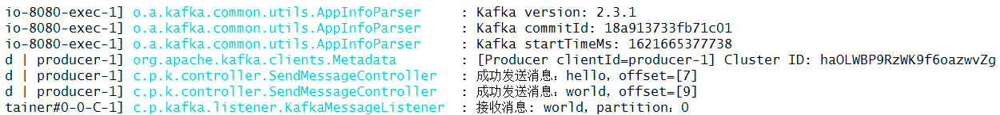 io-8080-exec-1] o.a.kafka.common.utils.AppInfoParser : Kafka version: 2.3.1
io-8080-exec-1] o.a.kafka.common.utils.AppInfoParser : Kafka commitId: 18a913733fb71c01
io-8080-exec-1] o.a.kafka.common.utils.AppInfoParser : Kafka startTimeMs: 1621665377738
d | producer-1] org.apache.kafka.clients.Metadata : [Producer clientId=producer-1] Cluster ID: haOLWBP9RzWK9f6oazwvZg
d | producer-1] c.p.k.controller.SendMessageController : 成功发送消息：hello，offset=[7]
d | producer-1] c.p.k.controller.SendMessageController : 成功发送消息：world，offset=[9]
tainer#0-0-C-1] c.p.kafka.listener.KafkaMessageListener : 接收消息: world，partition：0